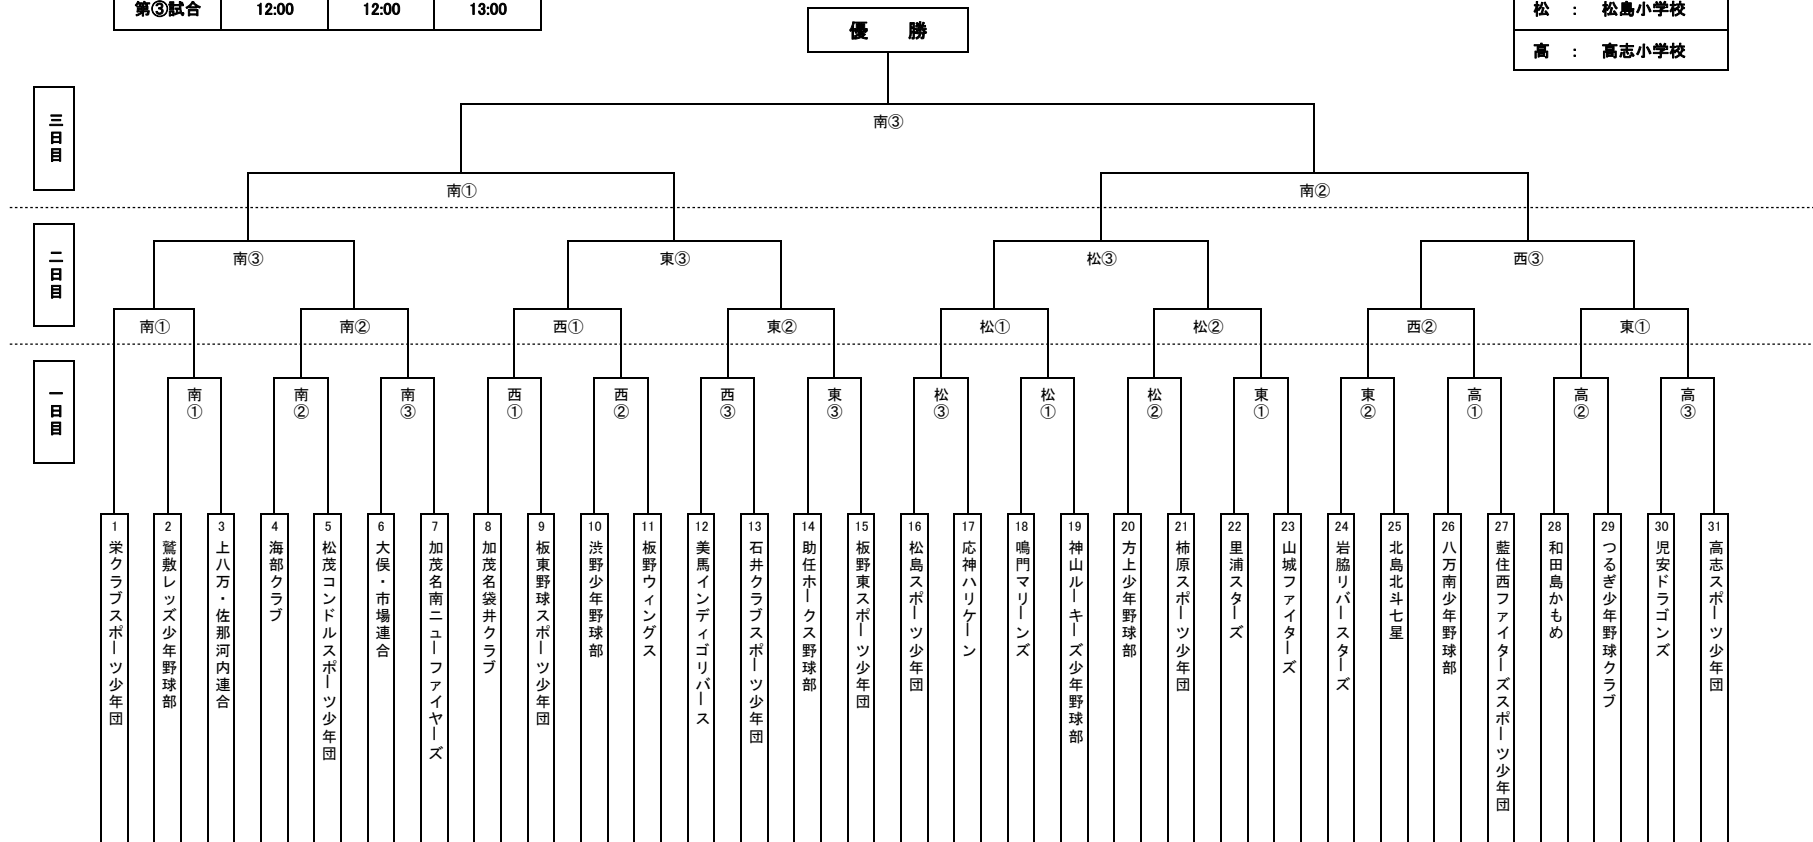 第③試合 12:00 12:00 13:00
松 : 松島小学校
高 : 高志小学校
優 勝
三日目
南③
南① 南②
二日目
南③ 東③ 松③ 西③
南① 南② 西① 東② 松① 松② 西② 東①
一日目
南① 南② 南③ 西① 西② 西③ 東③ 松③ 松① 松② 東① 東② 高① 高② 高③
1 栄クラブスポーツ少年団
2 鷲敷レッズ少年野球部
3 上八万・佐那河内連合
4 海部クラブ
5 松茂コンドルスポーツ少年団
6 大俣・市場連合
7 加茂名南ニューファイヤーズ
8 加茂名袋井クラブ
9 板東野球スポーツ少年団
10 渋野少年野球部
11 板野ウィングス
12 美馬インディゴリバース
13 石井クラブスポーツ少年団
14 助任ホークス野球部
15 板野東スポーツ少年団
16 松島スポーツ少年団
17 応神ハリケーン
18 鳴門マリーンズ
19 神山ルーキーズ少年野球部
20 方上少年野球部
21 柿原スポーツ少年団
22 里浦スターズ
23 山城ファイターズ
24 岩脇リバースターズ
25 北島北斗七星
26 八万南少年野球部
27 藍住西ファイターズスポーツ少年団
28 和田島かもめ
29 つるぎ少年野球クラブ
30 児安ドラゴンズ
31 高志スポーツ少年団